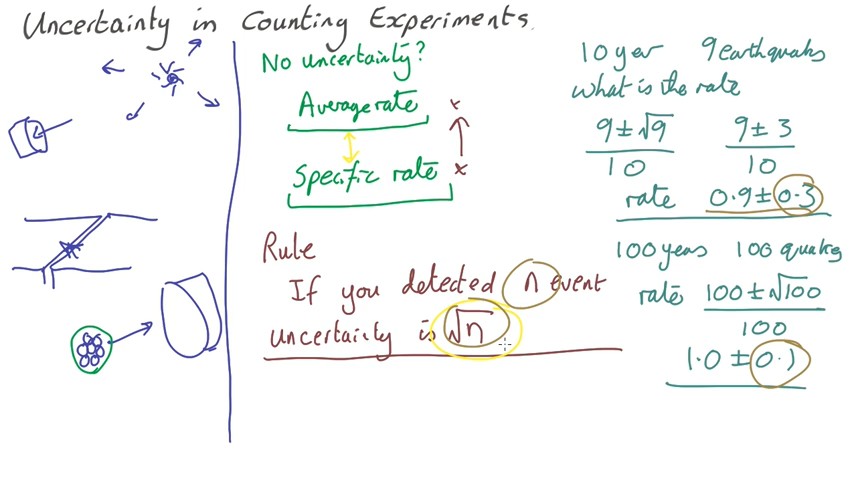 Uncertainty in Counting Experiments.
No uncertainty?
Average rate x
Specific rate x
Rule
If you detected n event
uncertainty is √n
10 year 9 earthquaks
what is the rate
9 ± √9 9 ± 3
10 10
rate 0.9 ± 0.3
100 years 100 quakes
rate 100 ± √100
100
1.0 ± 0.1